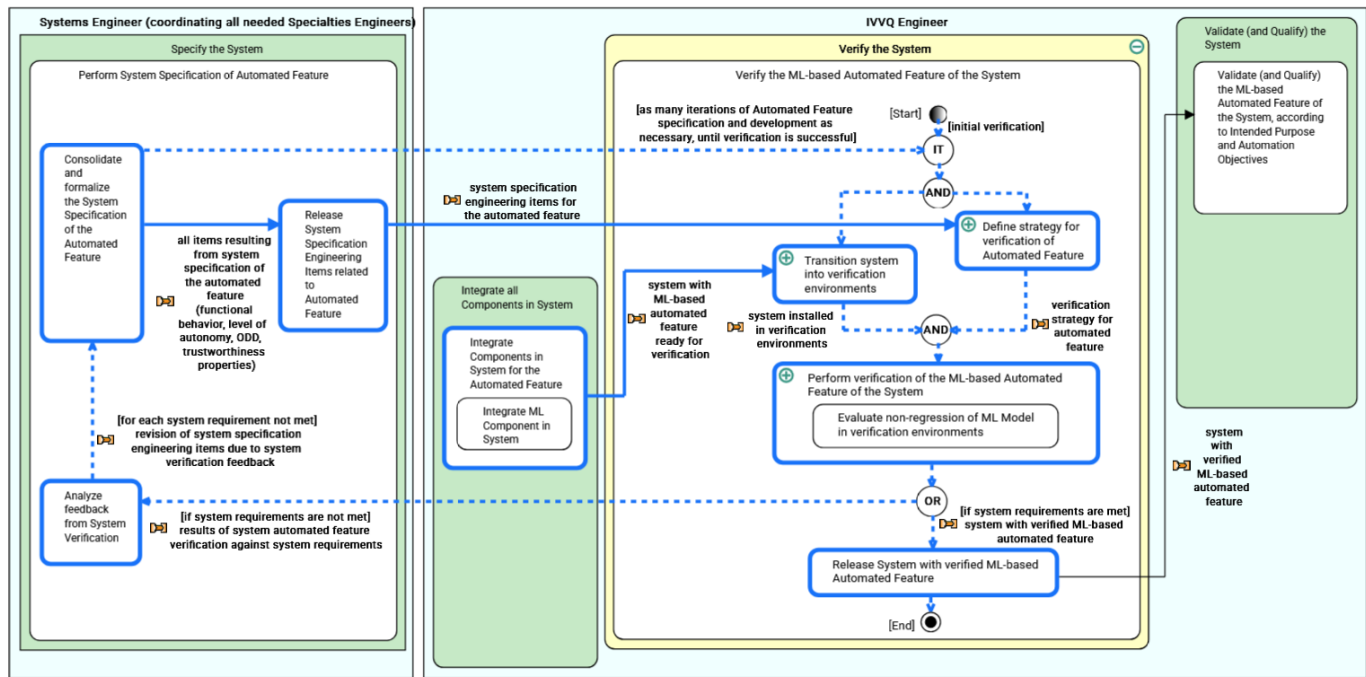 Systems Engineer (coordinating all needed Specialties Engineers)
Specify the System
Perform System Specification of Automated Feature
Consolidate
and
formalize
the System
Specification
of the
Automated
Feature
all items resulting
from system
specification of
the automated
feature
(functional
behavior, level of
autonomy, ODD,
trustworthiness
properties)
Release
System
Specification
Engineering
Items related
to
Automated
Feature
[for each system requirement not met]
revision of system specification
engineering items due to system
verification feedback
Analyze
feedback
from System
Verification
[if system requirements are not met]
results of system automated feature
verification against system requirements
IVVQ Engineer
system specification
engineering items for
the automated feature
Integrate all
Components in System
Integrate
Components in
System for the
Automated Feature
Integrate ML
Component in
System
system with
ML-based
automated
feature
ready for
verification
Verify the System
Verify the ML-based Automated Feature of the System
[as many iterations of Automated Feature
specification and development as
necessary, until verification is successful]
[Start]
[initial verification]
IT
AND
Define strategy for
verification of
Automated Feature
Transition system
into verification
environments
system installed
in verification
environments
AND
verification
strategy for
automated
feature
Perform verification of the ML-based Automated
Feature of the System
Evaluate non-regression of ML Model
in verification environments
OR
[if system requirements are met]
system with verified ML-based
automated feature
Release System with verified ML-based
Automated Feature
[End]
Validate (and Qualify) the
System
Validate (and Qualify)
the ML-based
Automated Feature of
the System, according
to Intended Purpose
and Automation
Objectives
system
with
verified
ML-based
automated
feature